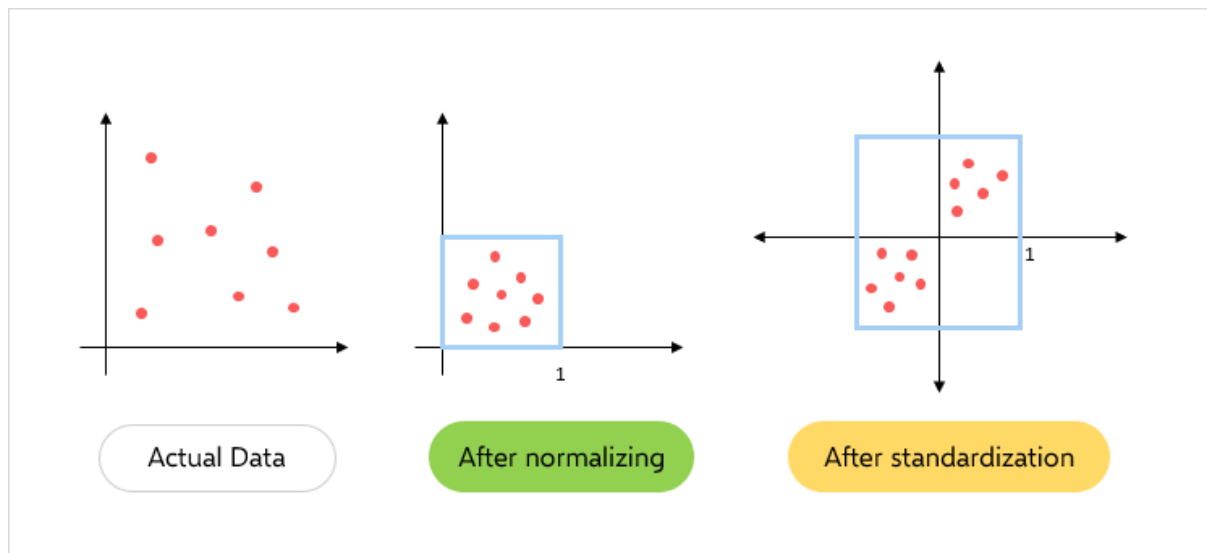 1
1
Actual Data
After normalizing
After standardization